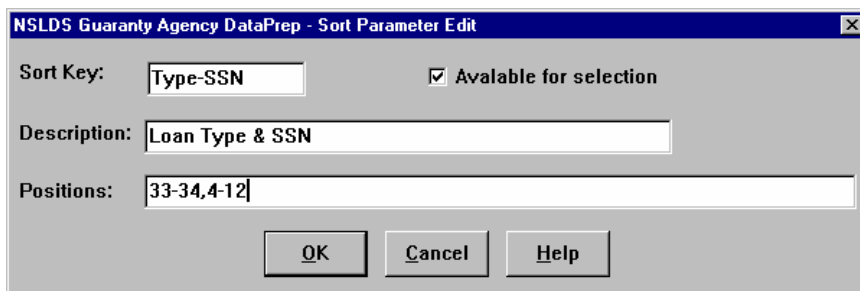 NSLDS Guaranty Agency DataPrep - Sort Parameter Edit
Sort Key: Type-SSN Avalable for selection
Description: Loan Type & SSN
Positions: 33-34,4-12
OK Cancel Help